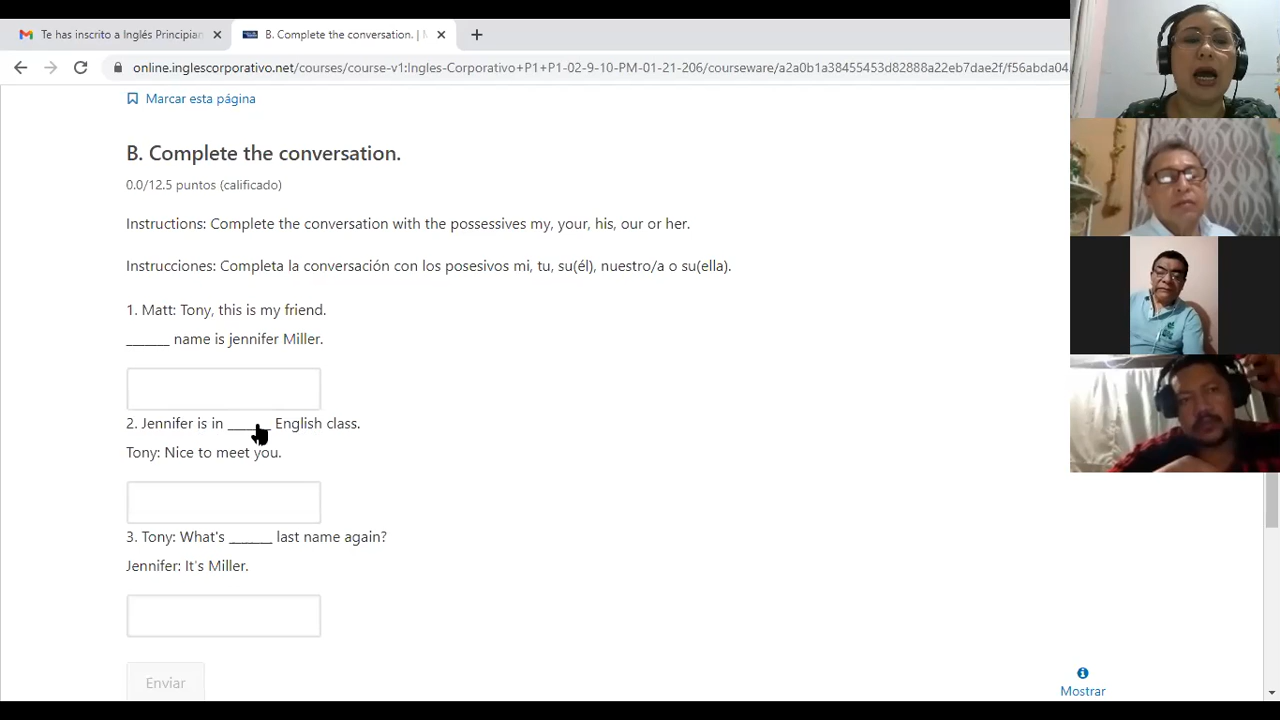 Te has inscrito a Inglés Principian
B. Complete the conversation. |
online.inglescorporativo.net/courses/course-v1:Ingles-Corporativo+P1+P1-02-9-10-PM-01-21-206/courseware/a2a0b1a38455453d82888a22eb7dae2f/f56abda04
Marcar esta página
B. Complete the conversation.
0.0/12.5 puntos (calificado)
Instructions: Complete the conversation with the possessives my, your, his, our or her.
Instrucciones: Completa la conversación con los posesivos mi, tu, su(él), nuestro/a o su(ella).
1. Matt: Tony, this is my friend.
______ name is jennifer Miller.
2. Jennifer is in ______ English class.
Tony: Nice to meet you.
3. Tony: What's ______ last name again?
Jennifer: It's Miller.
Enviar
Mostrar